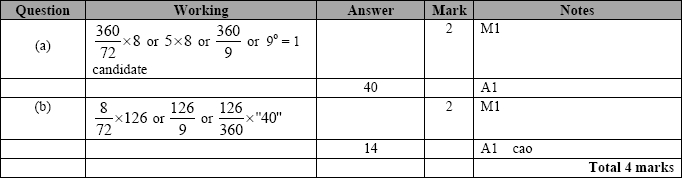 Question Working Answer Mark Notes
(a) 360/72 ×8 or 5×8 or 360/9 or 9° = 1 candidate 2 M1
40 A1
(b) 8/72 ×126 or 126/9 or 126/360 ×"40" 2 M1
14 A1 cao
Total 4 marks